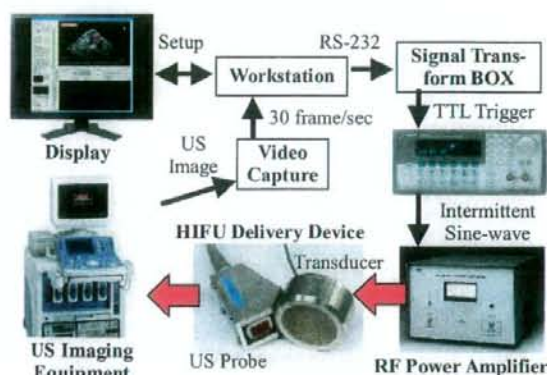 Setup
RS-232
Signal Trans-
form BOX
Workstation
TTL Trigger
30 frame/sec
US
Image
Display
Video
Capture
Intermittent
Sine-wave
HIFU Delivery Device
Transducer
US Imaging
Equipment
US Probe
RF Power Amplifier